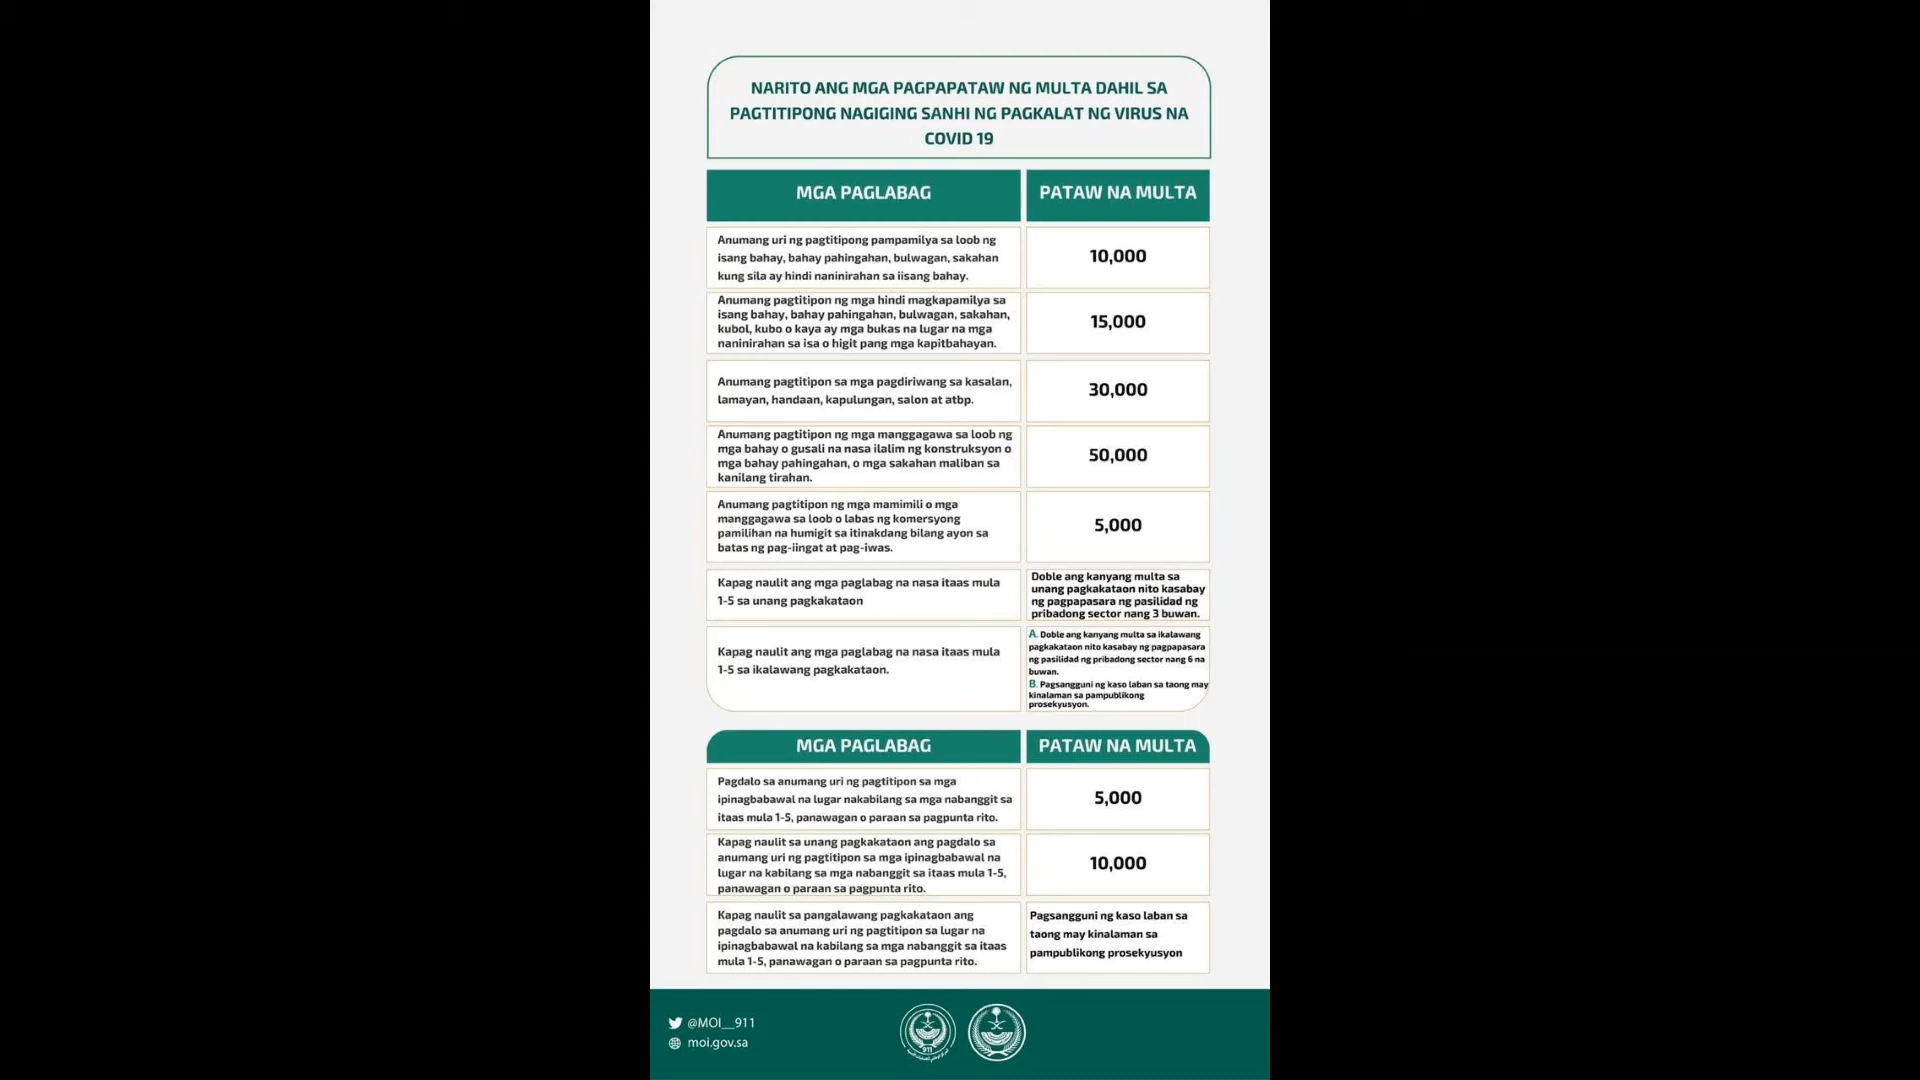 NARITO ANG MGA PAGPAPATAW NG MULTA DAHIL SA
PAGTITIPONG NAGIGING SANHI NG PAGKALAT NG VIRUS NA
COVID 19
MGA PAGLABAG
PATAW NA MULTA
Anumang uri ng pagtitipong pampamilya sa loob ng
isang bahay, bahay pahingahan, bulwagan, sakahan
kung sila ay hindi naninirahan sa iisang bahay.
10,000
Anumang pagtitipon ng mga hindi magkapamilya sa
isang bahay, bahay pahingahan, bulwagan, sakahan,
kubol, kubo o kaya ay mga bukas na lugar na mga
naninirahan sa isa o higit pang mga kapitbahayan.
15,000
Anumang pagtitipon sa mga pagdiriwang sa kasalan,
lamayan, handaan, kapulungan, salon at atbp.
30,000
Anumang pagtitipon ng mga manggagawa sa loob ng
mga bahay o gusali na nasa ilalim ng konstruksyon o
mga bahay pahingahan, o mga sakahan maliban sa
kanilang tirahan.
50,000
Anumang pagtitipon ng mga mamimili o mga
manggagawa sa loob o labas ng komersyong
pamilihan na humigit sa itinakdang bilang ayon sa
batas ng pag-iingat at pag-iwas.
5,000
Kapag naulit ang mga paglabag na nasa itaas mula
1-5 sa unang pagkakataon
Doble ang kanyang multa sa
unang pagkakataon nito kasabay
ng pagpapasara ng pasilidad ng
pribadong sector nang 3 buwan.
Kapag naulit ang mga paglabag na nasa itaas mula
1-5 sa ikalawang pagkakataon.
A. Doble ang kanyang multa sa ikalawang
pagkakataon nito kasabay ng pagpapasara
ng pasilidad ng pribadong sector nang 6 na
buwan.
B. Pagsangguni ng kaso laban sa taong may
kinalaman sa pampublikong
prosekyusyon.
MGA PAGLABAG
PATAW NA MULTA
Pagdalo sa anumang uri ng pagtitipon sa mga
ipinagbabawal na lugar nakabilang sa mga nabanggit sa
itaas mula 1-5, panawagan o paraan sa pagpunta rito.
5,000
Kapag naulit sa unang pagkakataon ang pagdalo sa
anumang uri ng pagtitipon sa mga ipinagbabawal na
lugar na kabilang sa mga nabanggit sa itaas mula 1-5,
panawagan o paraan sa pagpunta rito.
10,000
Kapag naulit sa pangalawang pagkakataon ang
pagdalo sa anumang uri ng pagtitipon sa lugar na
ipinagbabawal na kabilang sa mga nabanggit sa itaas
mula 1-5, panawagan o paraan sa pagpunta rito.
Pagsangguni ng kaso laban sa
taong may kinalaman sa
pampublikong prosekyusyon
@MOI__911
moi.gov.sa
911